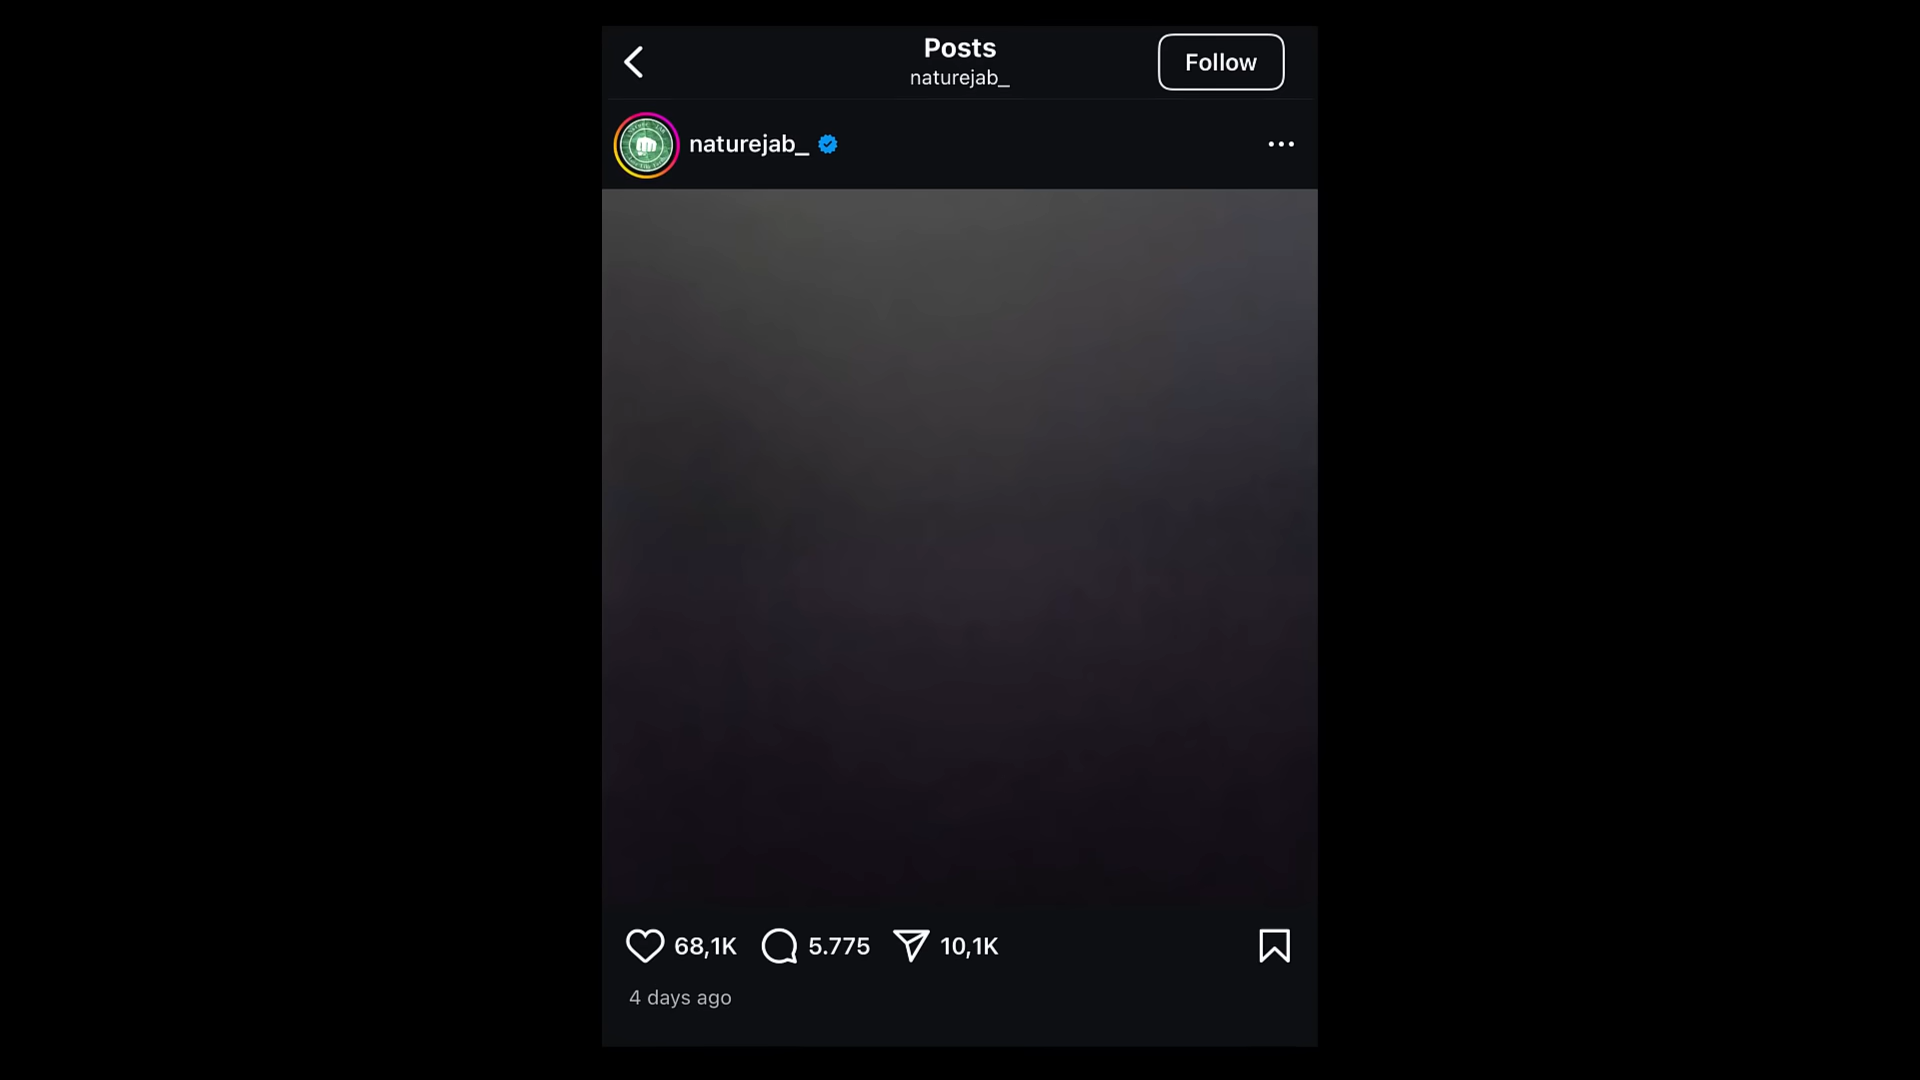 Posts
naturejab_
Follow
naturejab_
68,1K
5.775
10,1K
4 days ago